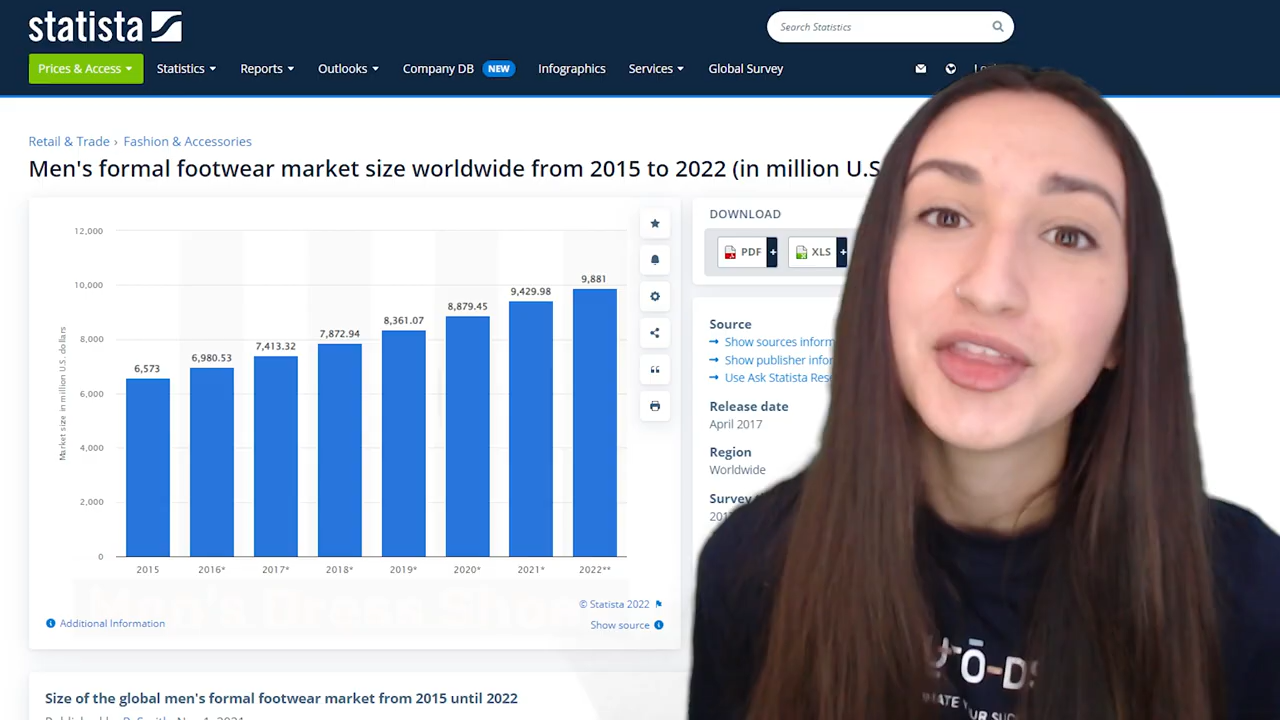 statista
Search Statistics
Prices & Access Statistics Reports Outlooks Company DB NEW Infographics Services Global Survey
Retail & Trade › Fashion & Accessories
Men's formal footwear market size worldwide from 2015 to 2022 (in million U.S
DOWNLOAD
PDF + XLS +
12,000
10,000
8,000
6,000
4,000
2,000
0
Market size in million U.S. dollars
6,573
6,980.53
7,413.32
7,872.94
8,361.07
8,879.45
9,429.98
9,881
2015 2016* 2017* 2018* 2019* 2020* 2021* 2022**
Source
Show sources inform
Show publisher infor
Use Ask Statista Rese
Release date
April 2017
Region
Worldwide
Survey
201
Men's Dress Shoe
© Statista 2022
Additional Information
Show source
Size of the global men's formal footwear market from 2015 until 2022